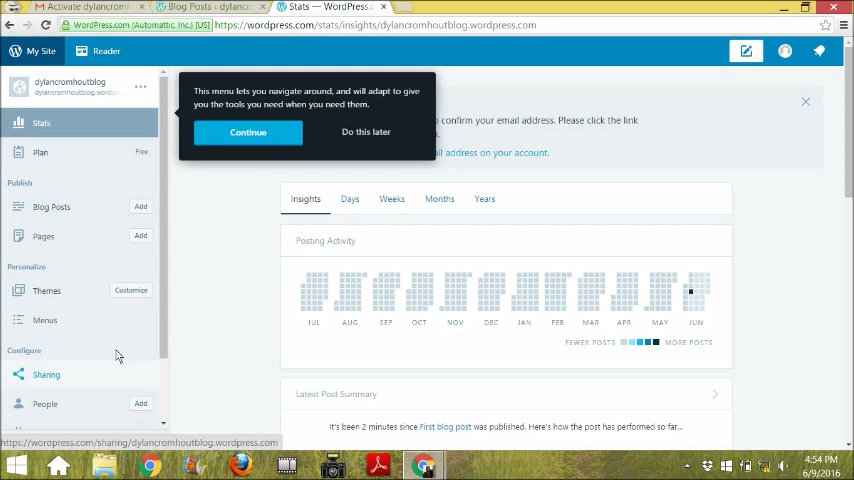 Activate dylancromh
Blog Posts - dylancro
Stats — WordPress.c
WordPress.com (Automattic, Inc.) [US]
https://wordpress.com/stats/insights/dylancromhoutblog.wordpress.com
My Site
Reader
dylancromhoutblog
dylancromhoutblog.wordpr
Stats
Plan
Free
Publish
Blog Posts
Add
Pages
Add
Personalize
Themes
Customize
Menus
Configure
Sharing
People
Add
This menu lets you navigate around, and will adapt to give
you the tools you need when you need them.
Continue
Do this later
o confirm your email address. Please click the link
ail address on your account.
Insights
Days
Weeks
Months
Years
Posting Activity
JUL
AUG
SEP
OCT
NOV
DEC
JAN
FEB
MAR
APR
MAY
JUN
FEWER POSTS
MORE POSTS
Latest Post Summary
It's been 2 minutes since First blog post was published. Here's how the post has performed so far...
https://wordpress.com/sharing/dylancromhoutblog.wordpress.com
4:54 PM
6/9/2016